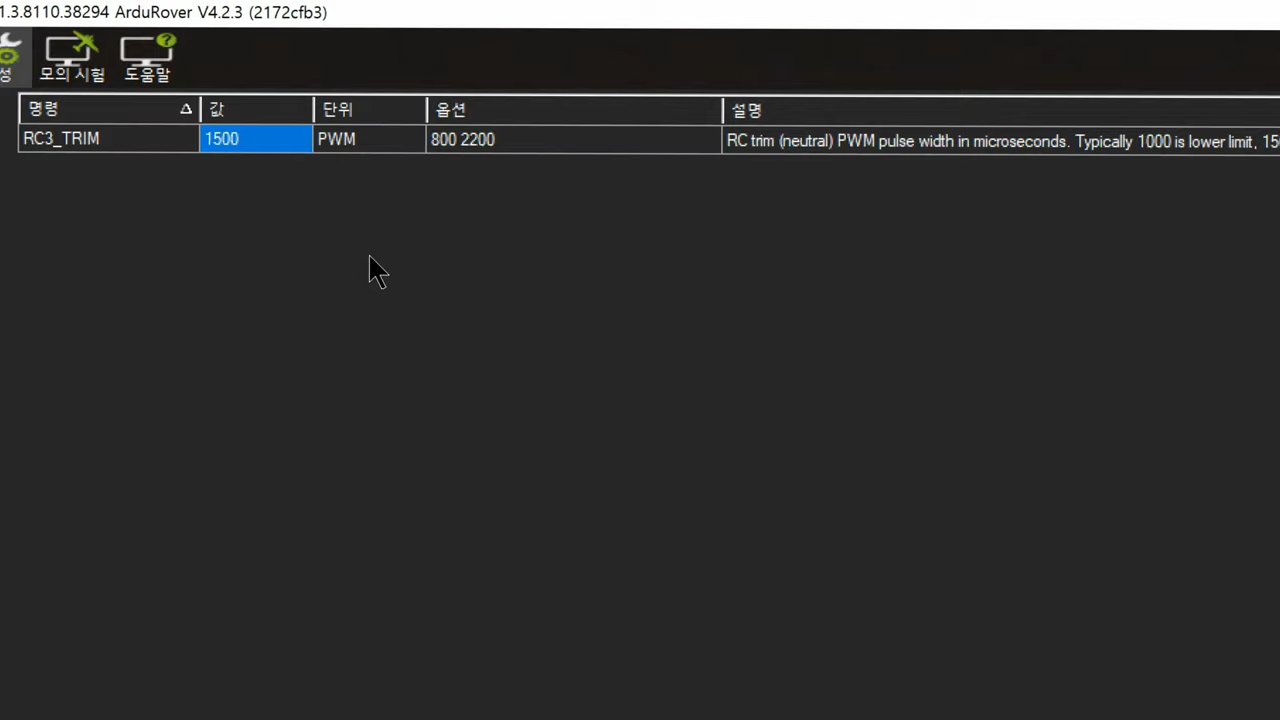 1.3.8110.38294 ArduRover V4.2.3 (2172cfb3)
성 모의 시험 도움말
명령 값 단위 옵션 설명
RC3_TRIM 1500 PWM 800 2200 RC trim (neutral) PWM pulse width in microseconds. Typically 1000 is lower limit, 15